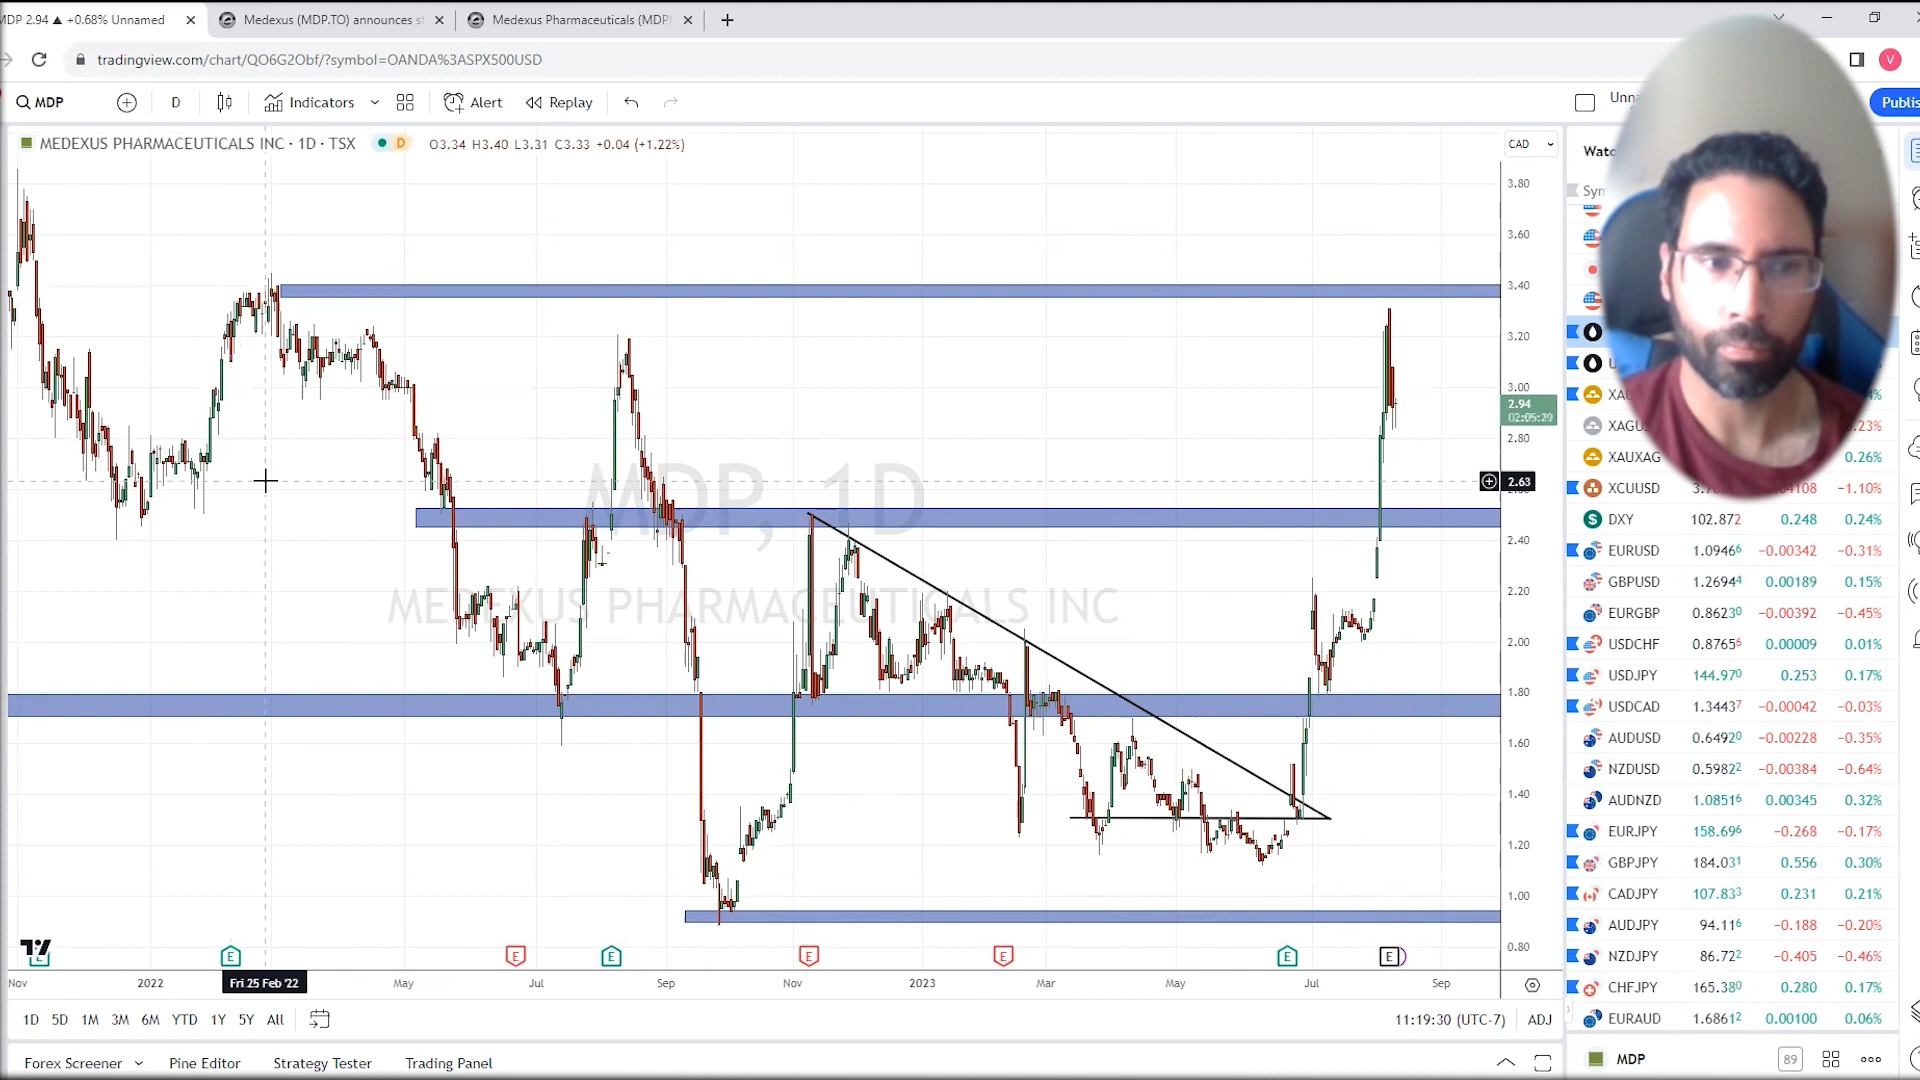 MDP 2.94 ▲ +0.68% Unnamed
Medexus (MDP.TO) announces st
Medexus Pharmaceuticals (MDP
tradingview.com/chart/QO6G2Obf/?symbol=OANDA%3ASPX500USD
V
MDP
D
Indicators
Alert
Replay
Unna
Publis
MEDEXUS PHARMACEUTICALS INC · 1D · TSX
D
O3.34 H3.40 L3.31 C3.33 +0.04 (+1.22%)
CAD
Watc
Sym
3.80
3.60
3.40
3.20
3.00
2.94
02:05:29
2.80
2.63
2.40
2.20
2.00
1.80
1.60
1.40
1.20
1.00
0.80
MDP, 1D
MEDEXUS PHARMACEUTICALS INC
E
E
E
E
E
E
E
Nov
2022
Fri 25 Feb '22
May
Jul
Sep
Nov
2023
Mar
May
Jul
Sep
1D 5D 1M 3M 6M YTD 1Y 5Y All
11:19:30 (UTC-7)
ADJ
Forex Screener
Pine Editor
Strategy Tester
Trading Panel
XAUXAG 0.26%
XCUUSD −1.10%
DXY 102.872 0.248 0.24%
EURUSD 1.09466 −0.00342 −0.31%
GBPUSD 1.26944 0.00189 0.15%
EURGBP 0.86230 −0.00392 −0.45%
USDCHF 0.87656 0.00009 0.01%
USDJPY 144.970 0.253 0.17%
USDCAD 1.34437 −0.00042 −0.03%
AUDUSD 0.64920 −0.00228 −0.35%
NZDUSD 0.59822 −0.00384 −0.64%
AUDNZD 1.08516 0.00345 0.32%
EURJPY 158.696 −0.268 −0.17%
GBPJPY 184.031 0.556 0.30%
CADJPY 107.833 0.231 0.21%
AUDJPY 94.116 −0.188 −0.20%
NZDJPY 86.722 −0.405 −0.46%
CHFJPY 165.380 0.280 0.17%
EURAUD 1.68612 0.00100 0.06%
MDP
89